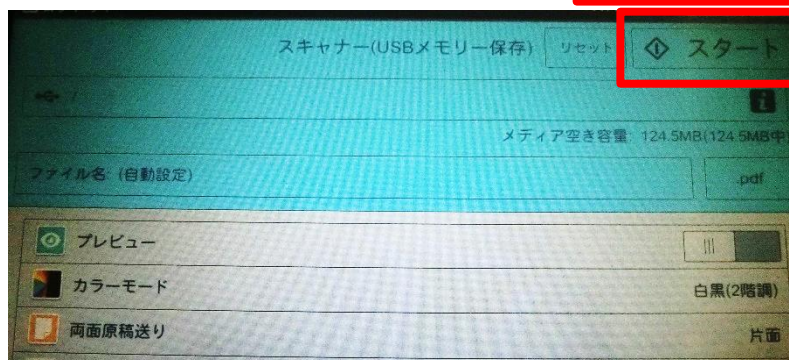 スキャナー(USBメモリー保存) リセット スタート
/
メディア空き容量: 124.5MB(124.5MB中
ファイル名: (自動設定) .pdf
プレビュー
カラーモード 白黒(2階調)
両面原稿送り 片面